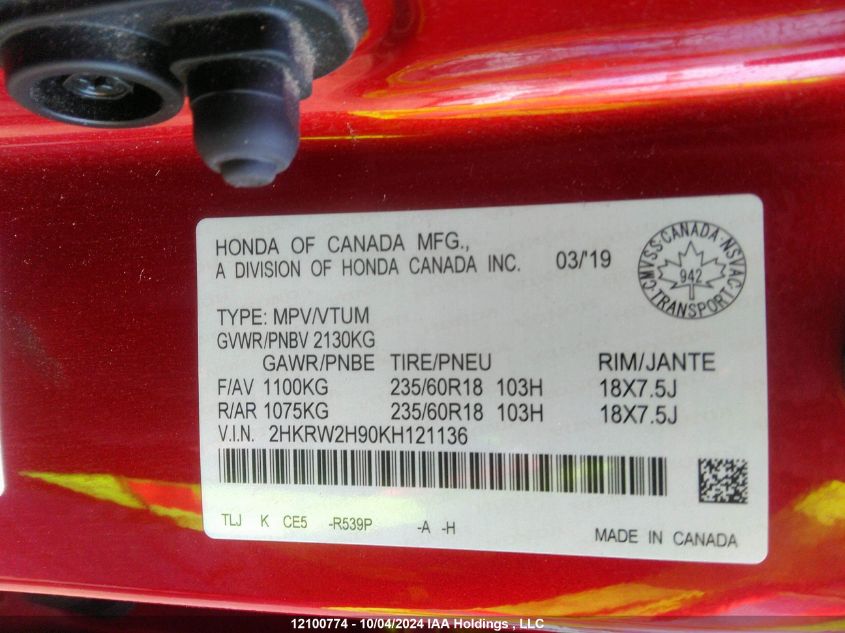 HONDA OF CANADA MFG.,
A DIVISION OF HONDA CANADA INC. 03/'19
CMVSS CANADA · NSVAC
942
· TRANSPORT ·
TYPE: MPV/VTUM
GVWR/PNBV 2130KG
GAWR/PNBE TIRE/PNEU RIM/JANTE
F/AV 1100KG 235/60R18 103H 18X7.5J
R/AR 1075KG 235/60R18 103H 18X7.5J
V.I.N. 2HKRW2H90KH121136
TLJ K CE5 -R539P -A -H
MADE IN CANADA
12100774 - 10/04/2024 IAA Holdings , LLC